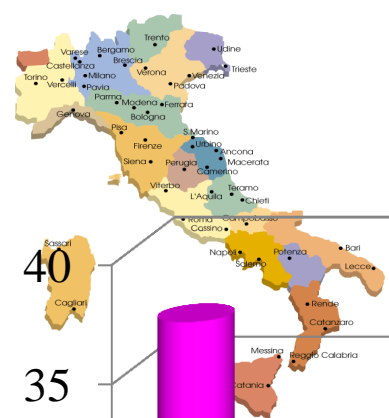 Trento
Udine
Varese
Bergamo
Castellanza
Brescia
Verona
Venezia
Trieste
Torino
Milano
Vercelli
Pavia
Padova
Parma
Modena
Ferrara
Genova
Bologna
Pisa
Firenze
S.Marino
Urbino
Ancona
Siena
Perugia
Macerata
Camerino
Viterbo
L'Aquila
Teramo
Chieti
Roma
Campobasso
Cassino
Sassari
Napoli
Potenza
Bari
Salerno
Lecce
40
Cagliari
Rende
Catanzaro
Messina
Reggio Calabria
35
Catania